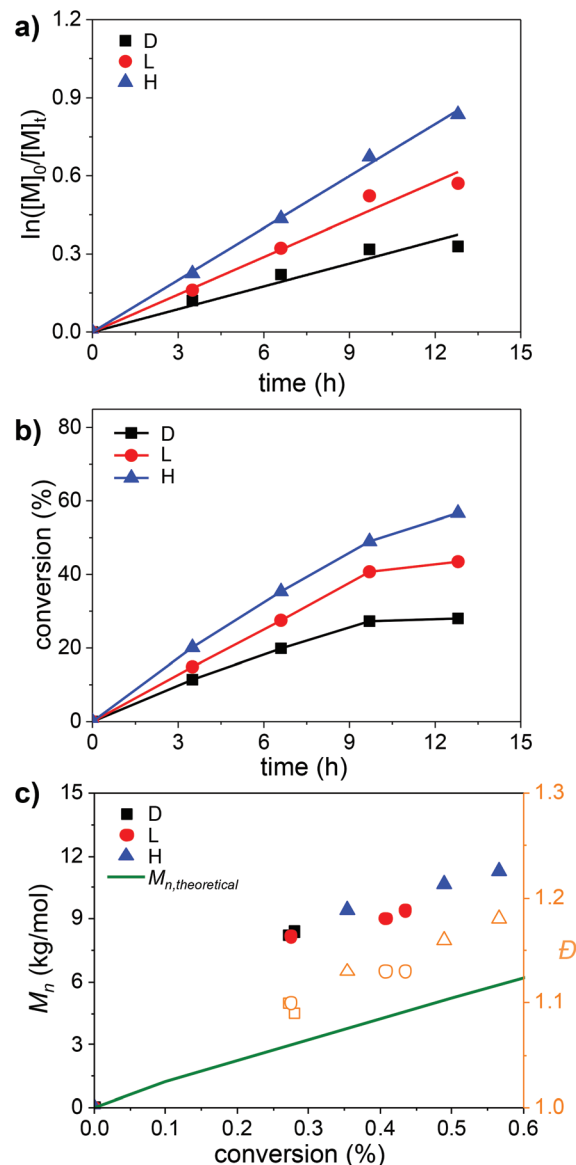 a)
1.2
0.9
0.6
0.3
0.0
ln([M]₀/[M]ₜ)
D
L
H
0 3 6 9 12 15
time (h)
b)
80
60
40
20
0
conversion (%)
D
L
H
0 3 6 9 12 15
time (h)
c)
15
12
9
6
3
0
Mₙ (kg/mol)
D
L
H
Mₙ,theoretical
1.3
1.2
1.1
1.0
Đ
0.0 0.1 0.2 0.3 0.4 0.5 0.6
conversion (%)